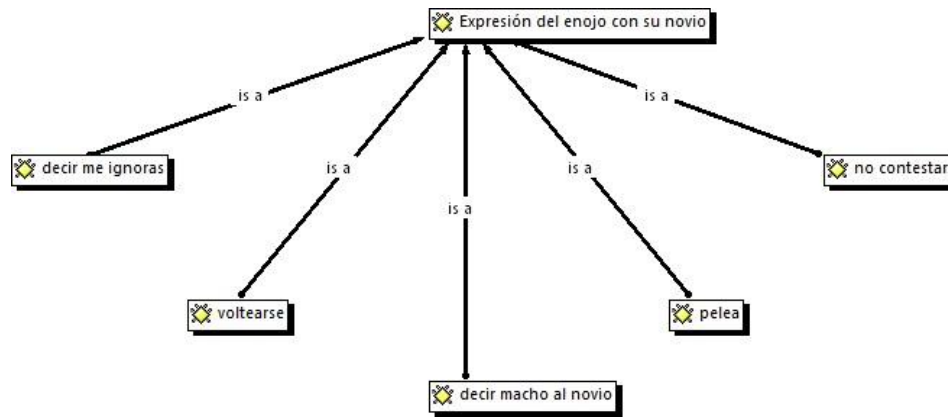 Expresión del enojo con su novio
is a
is a
decir me ignoras
is a
is a
no contestar
is a
voltearse
pelea
decir macho al novio